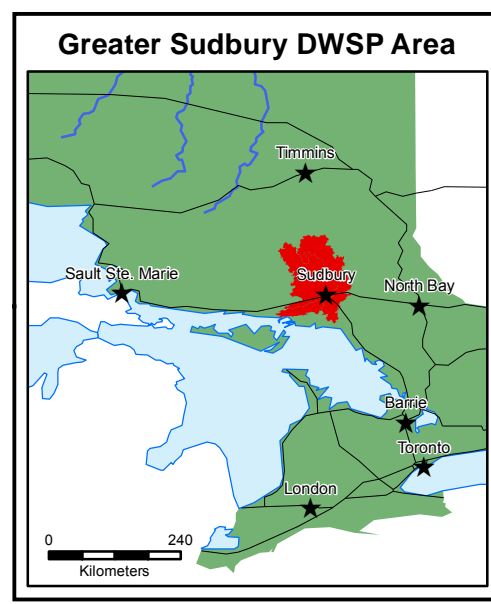 Greater Sudbury DWSP Area
Timmins
Sault Ste. Marie
Sudbury
North Bay
Barrie
Toronto
London
0 240
Kilometers